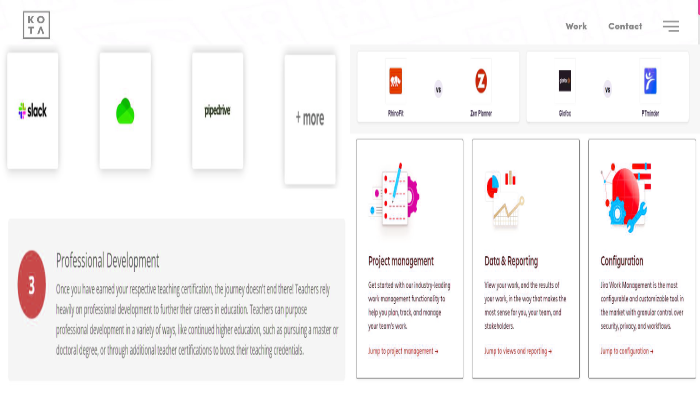 KO
TA
Work
Contact
slack
pipedrive
+ more
VS
RhinoFit
Zen Planner
VS
Glofox
PTminder
3
Professional Development
Once you have earned your respective teaching certification, the journey doesn't end there! Teachers rely
heavily on professional development to further their careers in education. Teachers can purpose
professional development in a variety of ways, like continued higher education, such as pursuing a master or
doctoral degree, or through additional teacher certifications to boost their teaching credentials.
Project management
Get started with our industry-leading
work management functionality to
help you plan, track, and manage
your team's work.
Jump to project management →
Data & Reporting
View your work, and the results of
your work, in the way that makes the
most sense for you, your team, and
stakeholders.
Jump to views and reporting →
Configuration
Jira Work Management is the most
configurable and customizable tool in
the market with granular control over
security, privacy, and workflows.
Jump to configuration →